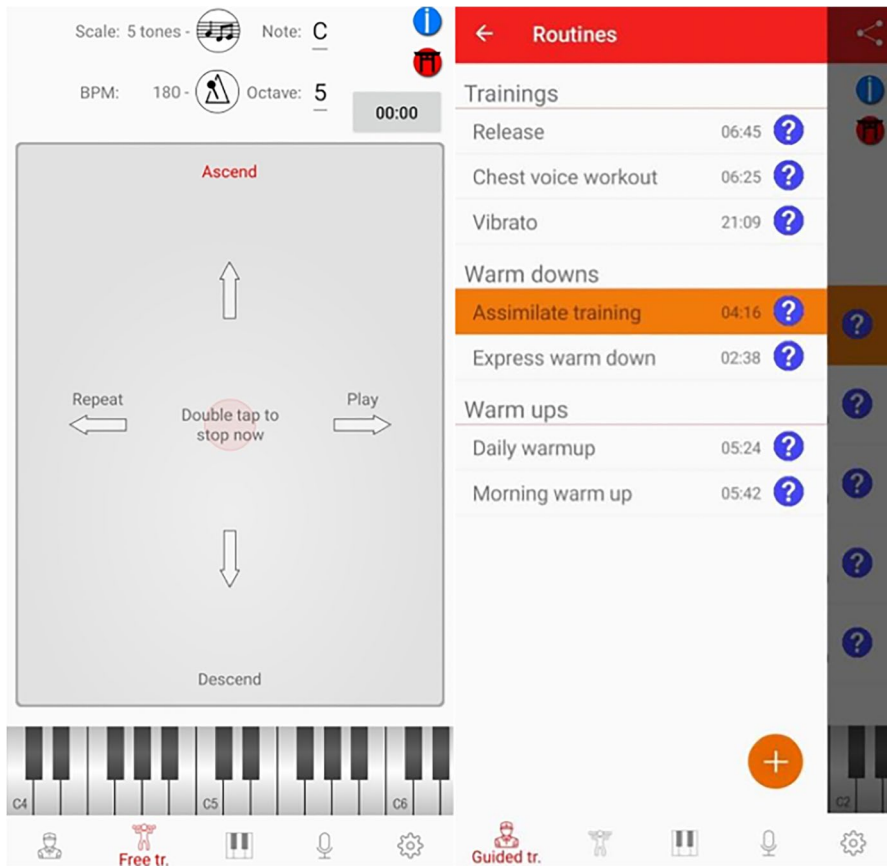 Scale: 5 tones - Note: C
BPM: 180 - Octave: 5
00:00
Ascend
Repeat
Play
Double tap to
stop now
Descend
C4 C5 C6
Free tr.
Routines
Trainings
Release 06:45 ?
Chest voice workout 06:25 ?
Vibrato 21:09 ?
Warm downs
Assimilate training 04:16 ?
Express warm down 02:38 ?
Warm ups
Daily warmup 05:24 ?
Morning warm up 05:42 ?
+
C2
Guided tr.